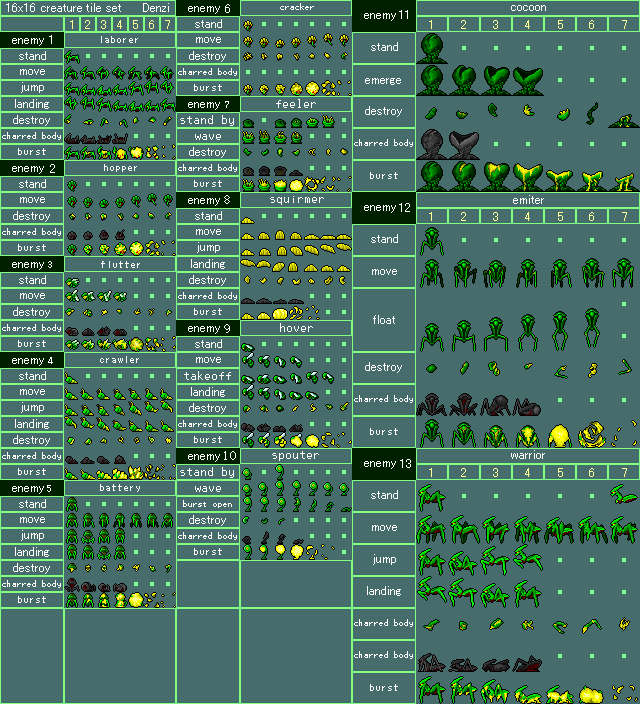 16x16 creature tile set Denzi
1 2 3 4 5 6 7
enemy 1 laborer
stand
move
jump
landing
destroy
charred body
burst
enemy 2 hopper
stand
move
destroy
charred body
burst
enemy 3 flutter
stand
move
destroy
charred body
burst
enemy 4 crawler
stand
move
jump
landing
destroy
charred body
burst
enemy 5 battery
stand
move
jump
landing
destroy
charred body
burst
enemy 6 cracker
stand
move
destroy
charred body
burst
enemy 7 feeler
stand by
wave
destroy
charred body
burst
enemy 8 squirmer
stand
move
jump
landing
destroy
charred body
burst
enemy 9 hover
stand
move
takeoff
landing
destroy
charred body
burst
enemy 10 spouter
stand by
wave
burst open
destroy
charred body
burst
enemy 11 cocoon
1 2 3 4 5 6 7
stand
emerge
destroy
charred body
burst
enemy 12 emiter
1 2 3 4 5 6 7
stand
move
float
destroy
charred body
burst
enemy 13 warrior
1 2 3 4 5 6 7
stand
move
jump
landing
charred body
charred body
burst